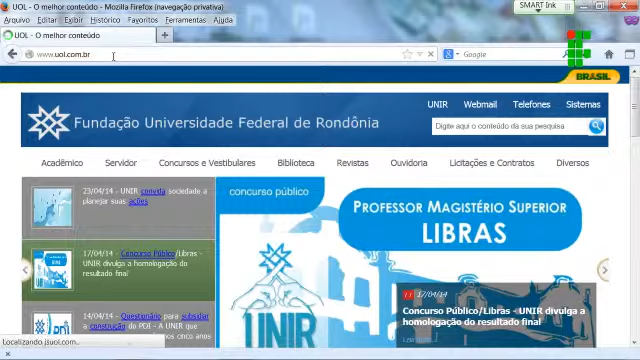 UOL - O melhor conteúdo - Mozilla Firefox (navegação privativa)
SMART Ink
Arquivo Editar Exibir Histórico Favoritos Ferramentas Ajuda
UOL - O melhor conteúdo
www.uol.com.br
Google
BRASIL
UNIR Webmail Telefones Sistemas
Fundação Universidade Federal de Rondônia
Digite aqui o conteúdo da sua pesquisa
Acadêmico Servidor Concursos e Vestibulares Biblioteca Revistas Ouvidoria Licitações e Contratos Diversos
23/04/14 - UNIR convida sociedade a
planejar suas ações
17/04/14 - Concurso Público/Libras -
UNIR divulga a homologação do
resultado final
14/04/14 - Questionário para subsidiar
a construção do PDI - A UNIR que
nos cinco anos
concurso público
UNIR
PROFESSOR MAGISTÉRIO SUPERIOR
LIBRAS
17/04/14
Concurso Público/Libras - UNIR divulga a
homologação do resultado final
Leia
Localizando jsuol.com...